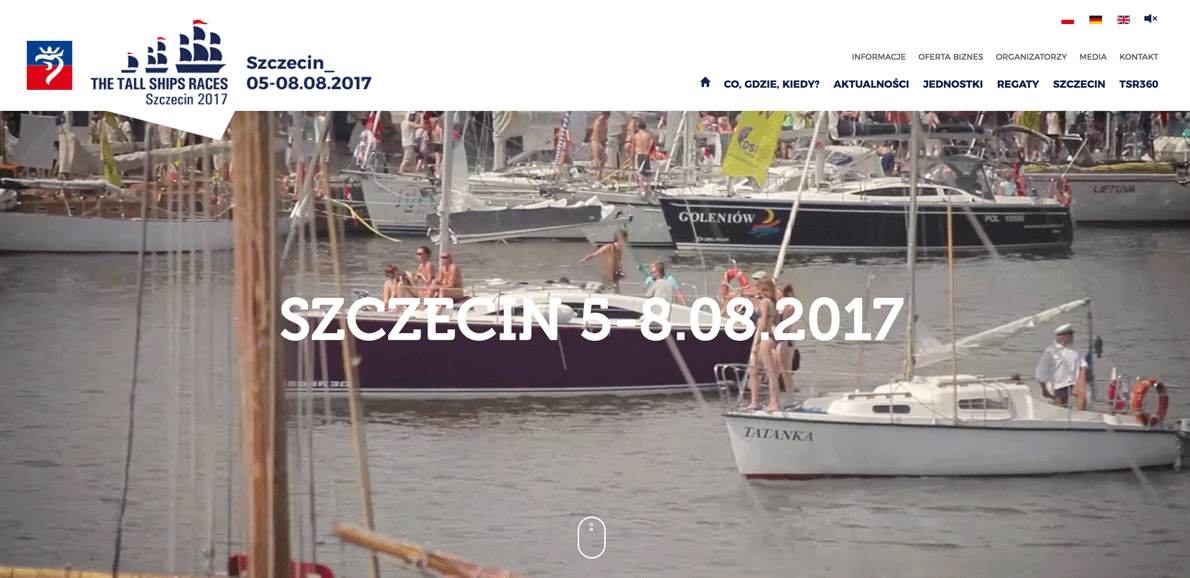 THE TALL SHIPS RACES
Szczecin 2017
Szczecin_
05-08.08.2017
INFORMACJE OFERTA BIZNES ORGANIZATORZY MEDIA KONTAKT
CO, GDZIE, KIEDY? AKTUALNOŚCI JEDNOSTKI REGATY SZCZECIN TSR360
GOLENIÓW
LIETUVA
SZCZECIN 5-8.08.2017
TATANKA